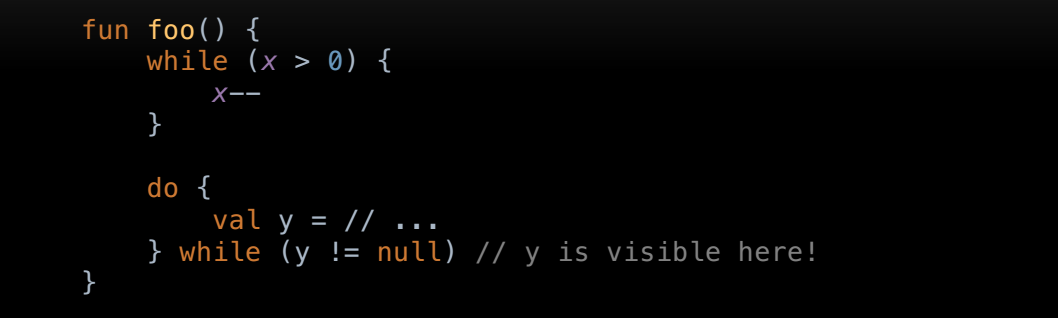 fun foo() {
    while (x > 0) {
        x--
    }

    do {
        val y = // ...
    } while (y != null) // y is visible here!
}